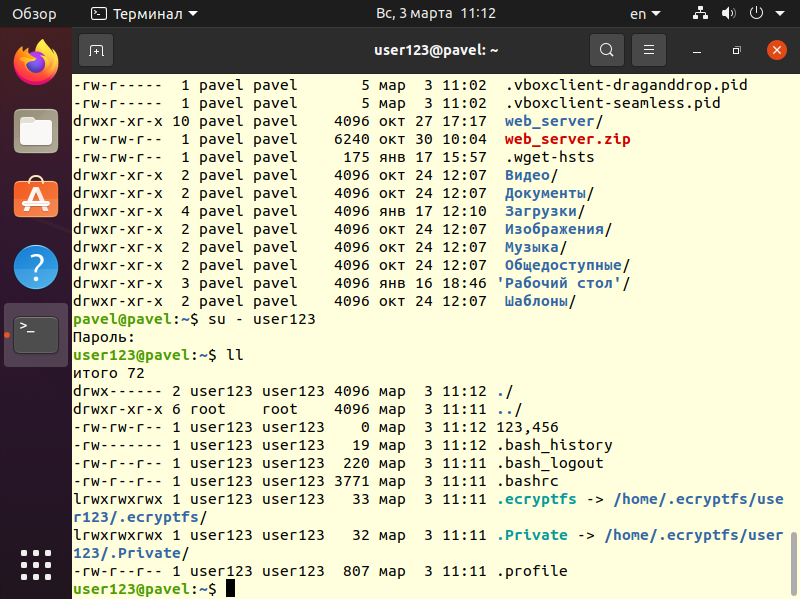 Обзор Терминал Вс, 3 марта 11:12 en
user123@pavel: ~
-rw-r----- 1 pavel pavel 5 мар 3 11:02 .vboxclient-draganddrop.pid
-rw-r----- 1 pavel pavel 5 мар 3 11:02 .vboxclient-seamless.pid
drwxr-xr-x 10 pavel pavel 4096 окт 27 17:17 web_server/
-rw-rw-r-- 1 pavel pavel 6240 окт 30 10:04 web_server.zip
-rw-rw-r-- 1 pavel pavel 175 янв 17 15:57 .wget-hsts
drwxr-xr-x 2 pavel pavel 4096 окт 24 12:07 Видео/
drwxr-xr-x 2 pavel pavel 4096 окт 24 12:07 Документы/
drwxr-xr-x 4 pavel pavel 4096 янв 17 12:10 Загрузки/
drwxr-xr-x 2 pavel pavel 4096 окт 24 12:07 Изображения/
drwxr-xr-x 2 pavel pavel 4096 окт 24 12:07 Музыка/
drwxr-xr-x 2 pavel pavel 4096 окт 24 12:07 Общедоступные/
drwxr-xr-x 3 pavel pavel 4096 янв 16 18:46 'Рабочий стол'/
drwxr-xr-x 2 pavel pavel 4096 окт 24 12:07 Шаблоны/
pavel@pavel:~$ su - user123
Пароль:
user123@pavel:~$ ll
итого 72
drwx------ 2 user123 user123 4096 мар 3 11:12 ./
drwxr-xr-x 6 root root 4096 мар 3 11:11 ../
-rw-rw-r-- 1 user123 user123 0 мар 3 11:12 123,456
-rw------- 1 user123 user123 19 мар 3 11:12 .bash_history
-rw-r--r-- 1 user123 user123 220 мар 3 11:11 .bash_logout
-rw-r--r-- 1 user123 user123 3771 мар 3 11:11 .bashrc
lrwxrwxrwx 1 user123 user123 33 мар 3 11:11 .ecryptfs -> /home/.ecryptfs/use
r123/.ecryptfs/
lrwxrwxrwx 1 user123 user123 32 мар 3 11:11 .Private -> /home/.ecryptfs/user
123/.Private/
-rw-r--r-- 1 user123 user123 807 мар 3 11:11 .profile
user123@pavel:~$